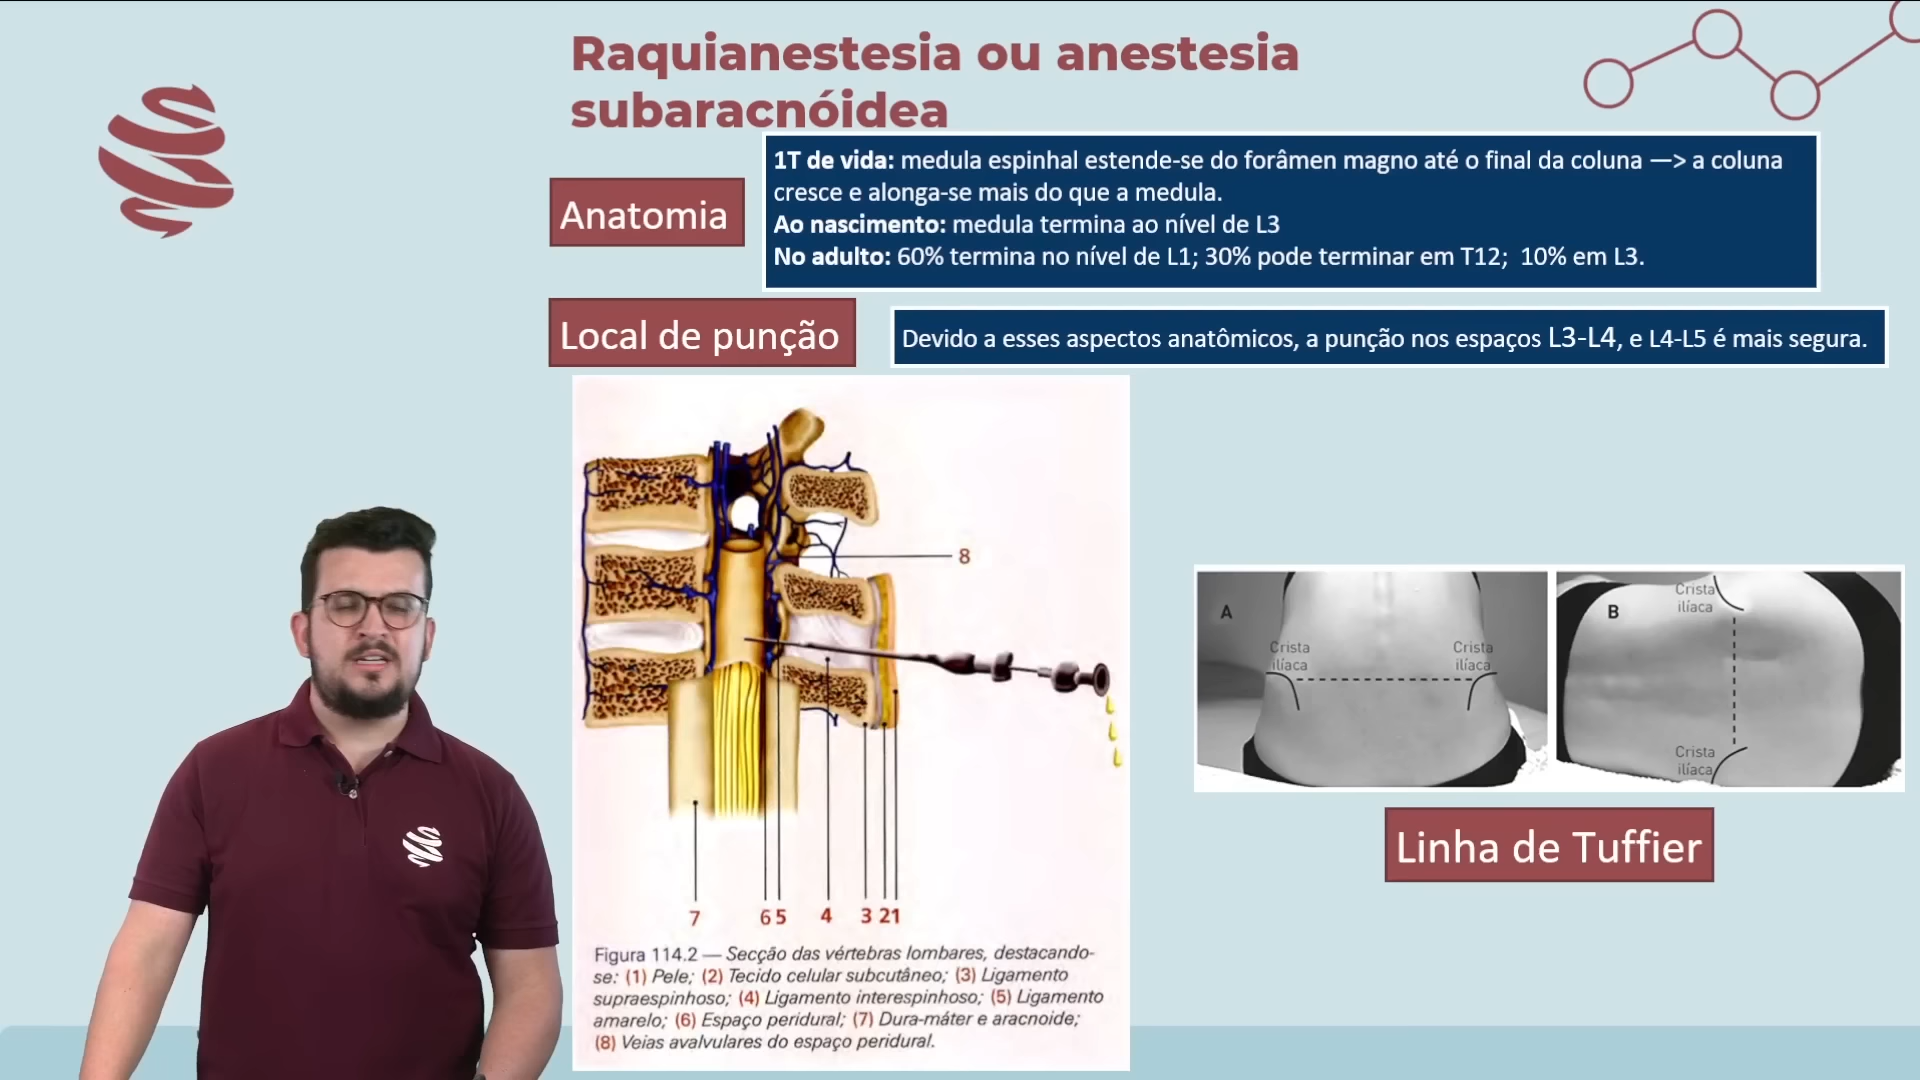 Raquianestesia ou anestesia
subaracnóidea
Anatomia
1T de vida: medula espinhal estende-se do forâmen magno até o final da coluna —> a coluna
cresce e alonga-se mais do que a medula.
Ao nascimento: medula termina ao nível de L3
No adulto: 60% termina no nível de L1; 30% pode terminar em T12; 10% em L3.
Local de punção
Devido a esses aspectos anatômicos, a punção nos espaços L3-L4, e L4-L5 é mais segura.
8
7
6 5
4
3
2 1
Figura 114.2 — Secção das vértebras lombares, destacando-
se: (1) Pele; (2) Tecido celular subcutâneo; (3) Ligamento
supraespinhoso; (4) Ligamento interespinhoso; (5) Ligamento
amarelo; (6) Espaço peridural; (7) Dura-máter e aracnoide;
(8) Veias avalvulares do espaço peridural.
A
Crista
ilíaca
Crista
ilíaca
B
Crista
ilíaca
Crista
ilíaca
Linha de Tuffier